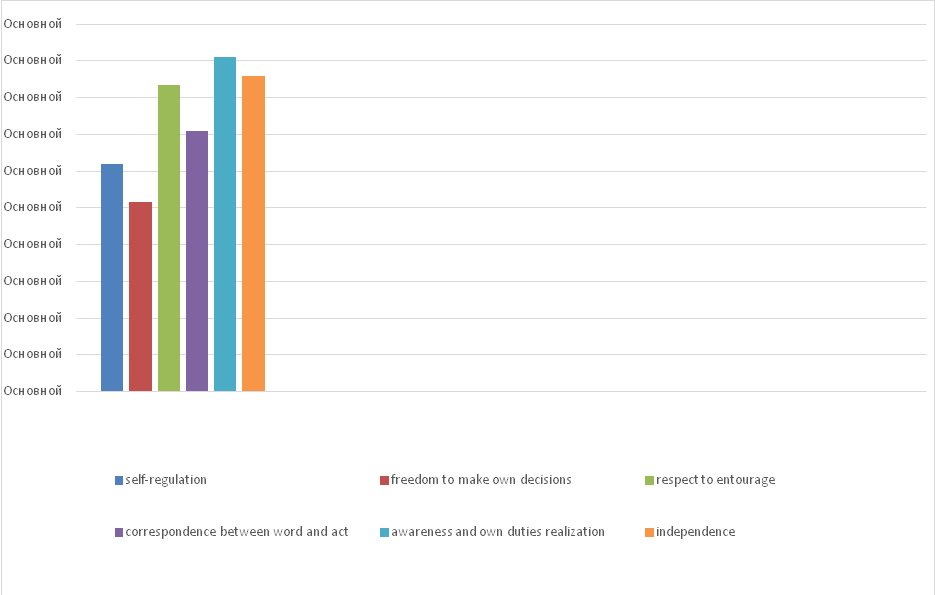 Основной
Основной
Основной
Основной
Основной
Основной
Основной
Основной
Основной
Основной
Основной
self-regulation
freedom to make own decisions
respect to entourage
correspondence between word and act
awareness and own duties realization
independence